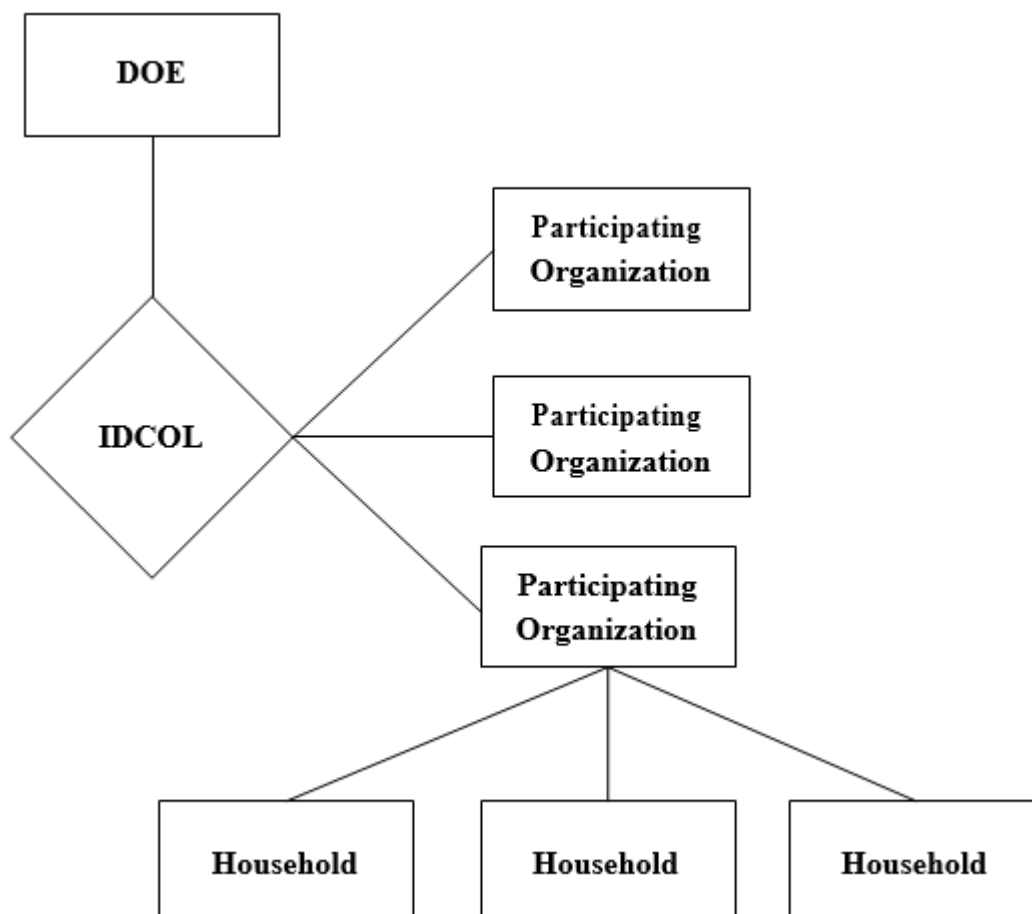 DOE
Participating
Organization
IDCOL
Participating
Organization
Participating
Organization
Household
Household
Household